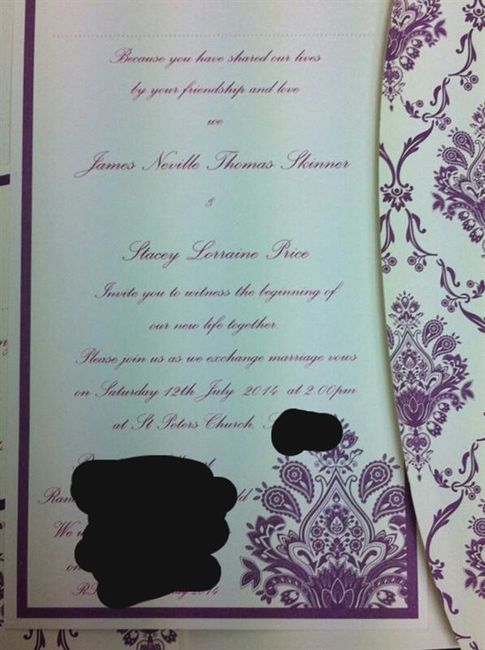 Because you have shared our lives
by your friendship and love
we
James Neville Thomas Skinner
&
Stacey Lorraine Price
Invite you to witness the beginning of
our new life together.
Please join us as we exchange marriage vows
on Saturday 12th July 2014 at 2.00pm
at St Peters Church, S
on
2014